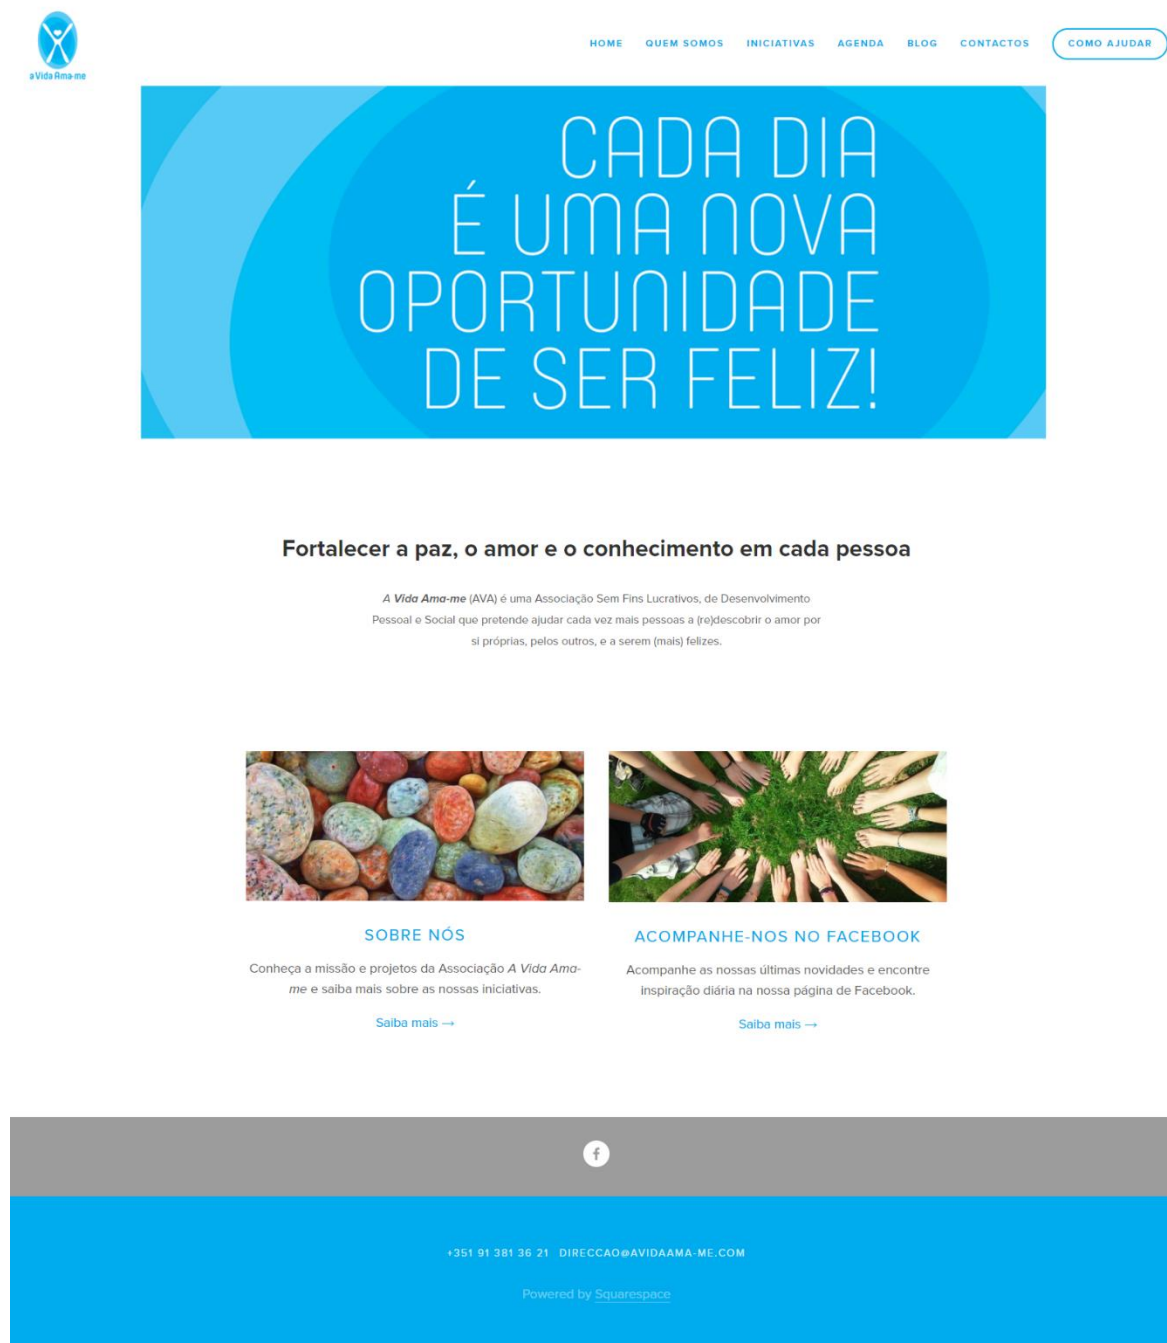 a Vida Ama-me
HOME QUEM SOMOS INICIATIVAS AGENDA BLOG CONTACTOS COMO AJUDAR
CADA DIA
É UMA NOVA
OPORTUNIDADE
DE SER FELIZ!
Fortalecer a paz, o amor e o conhecimento em cada pessoa
A Vida Ama-me (AVA) é uma Associação Sem Fins Lucrativos, de Desenvolvimento
Pessoal e Social que pretende ajudar cada vez mais pessoas a (re)descobrir o amor por
si próprias, pelos outros, e a serem (mais) felizes.
SOBRE NÓS
Conheça a missão e projetos da Associação A Vida Ama-
me e saiba mais sobre as nossas iniciativas.
Saiba mais →
ACOMPANHE-NOS NO FACEBOOK
Acompanhe as nossas últimas novidades e encontre
inspiração diária na nossa página de Facebook.
Saiba mais →
+351 91 381 36 21 DIRECCAO@AVIDAAMA-ME.COM
Powered by Squarespace